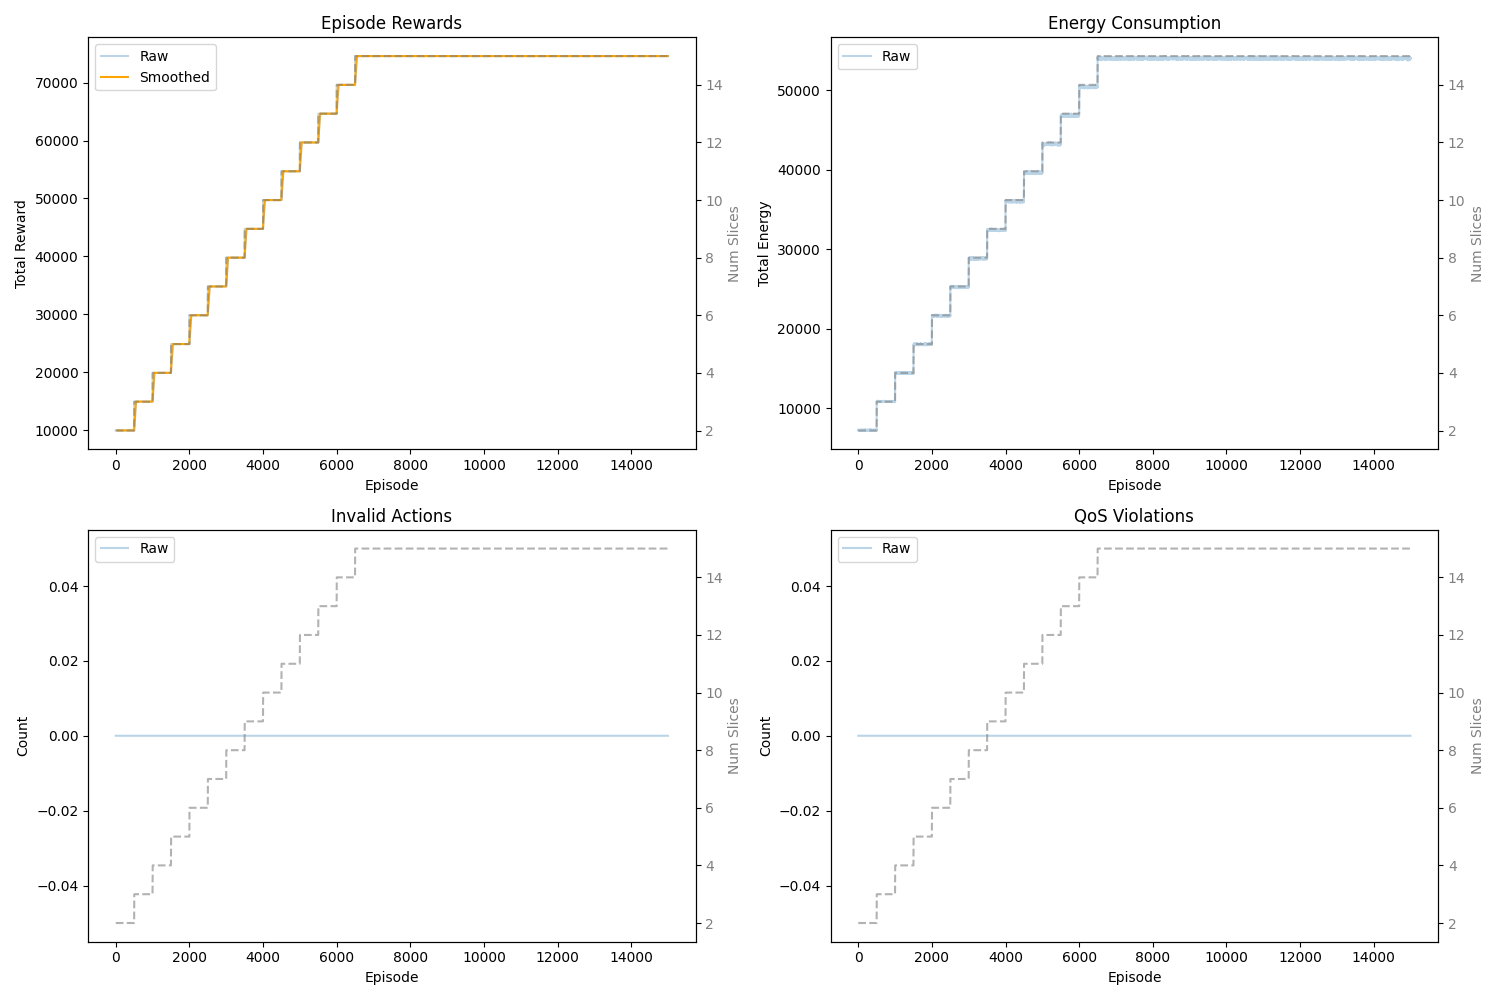 Episode Rewards
Raw
Smoothed
70000
60000
50000
40000
30000
20000
10000
Total Reward
14
12
10
8
6
4
2
Num Slices
0 2000 4000 6000 8000 10000 12000 14000
Episode
Energy Consumption
Raw
50000
40000
30000
20000
10000
Total Energy
14
12
10
8
6
4
2
Num Slices
0 2000 4000 6000 8000 10000 12000 14000
Episode
Invalid Actions
Raw
0.04
0.02
0.00
−0.02
−0.04
Count
14
12
10
8
6
4
2
Num Slices
0 2000 4000 6000 8000 10000 12000 14000
Episode
QoS Violations
Raw
0.04
0.02
0.00
−0.02
−0.04
Count
14
12
10
8
6
4
2
Num Slices
0 2000 4000 6000 8000 10000 12000 14000
Episode